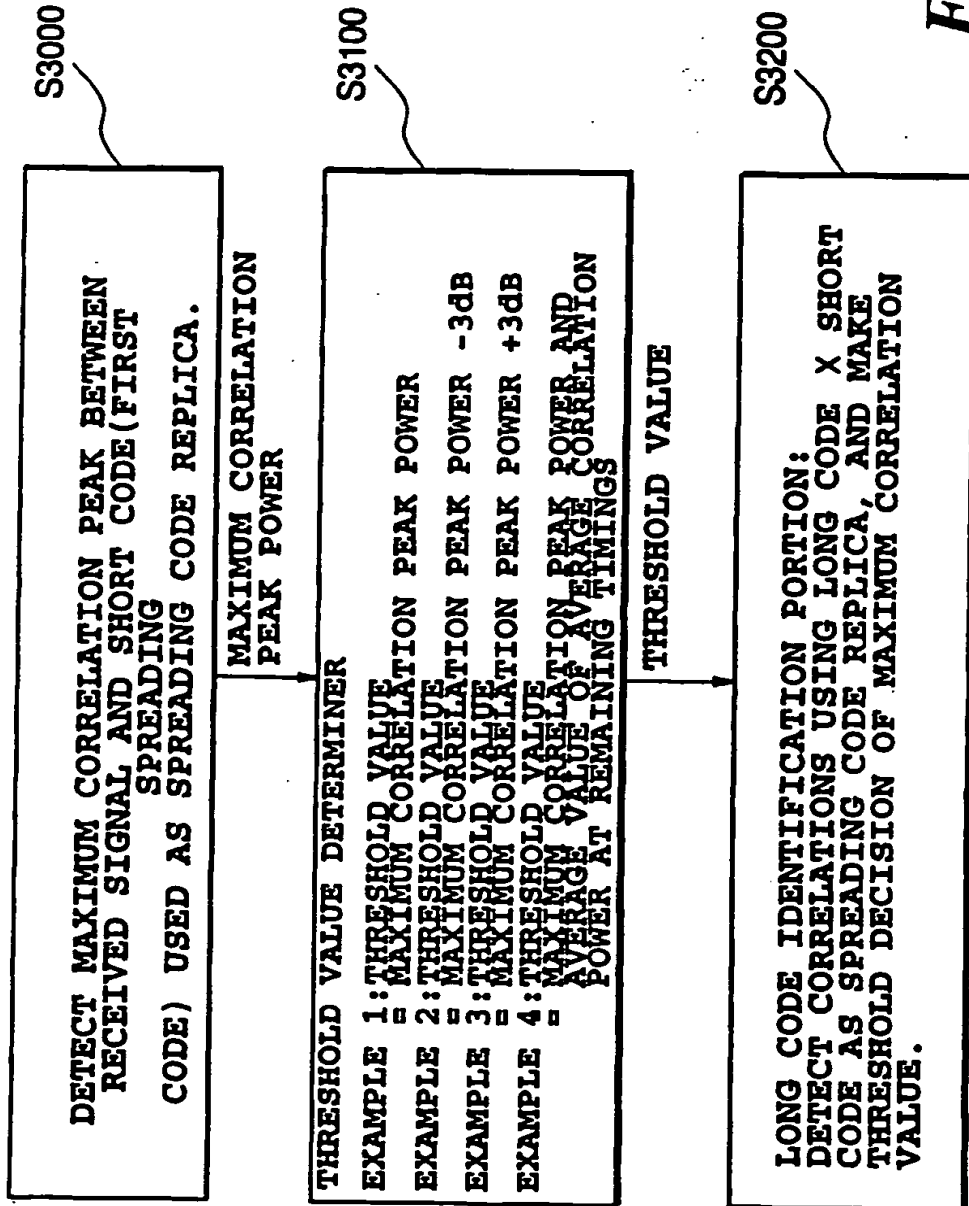 DETECT MAXIMUM CORRELATION PEAK BETWEEN
RECEIVED SIGNAL AND SHORT CODE(FIRST
SPREADING
CODE) USED AS SPREADING CODE REPLICA.
S3000
MAXIMUM CORRELATION
PEAK POWER
THRESHOLD VALUE DETERMINER
EXAMPLE 1:THRESHOLD VALUE
= MAXIMUM CORRELATION PEAK POWER
EXAMPLE 2:THRESHOLD VALUE
= MAXIMUM CORRELATION PEAK POWER -3dB
EXAMPLE 3:THRESHOLD VALUE
= MAXIMUM CORRELATION PEAK POWER +3dB
EXAMPLE 4:THRESHOLD VALUE
= MAXIMUM CORRELATION PEAK POWER AND
AVERAGE VALUE OF AVERAGE CORRELATION
POWER AT REMAINING TIMINGS
S3100
THRESHOLD VALUE
LONG CODE IDENTIFICATION PORTION:
DETECT CORRELATIONS USING LONG CODE X SHORT
CODE AS SPREADING CODE REPLICA, AND MAKE
THRESHOLD DECISION OF MAXIMUM CORRELATION
VALUE.
S3200
F